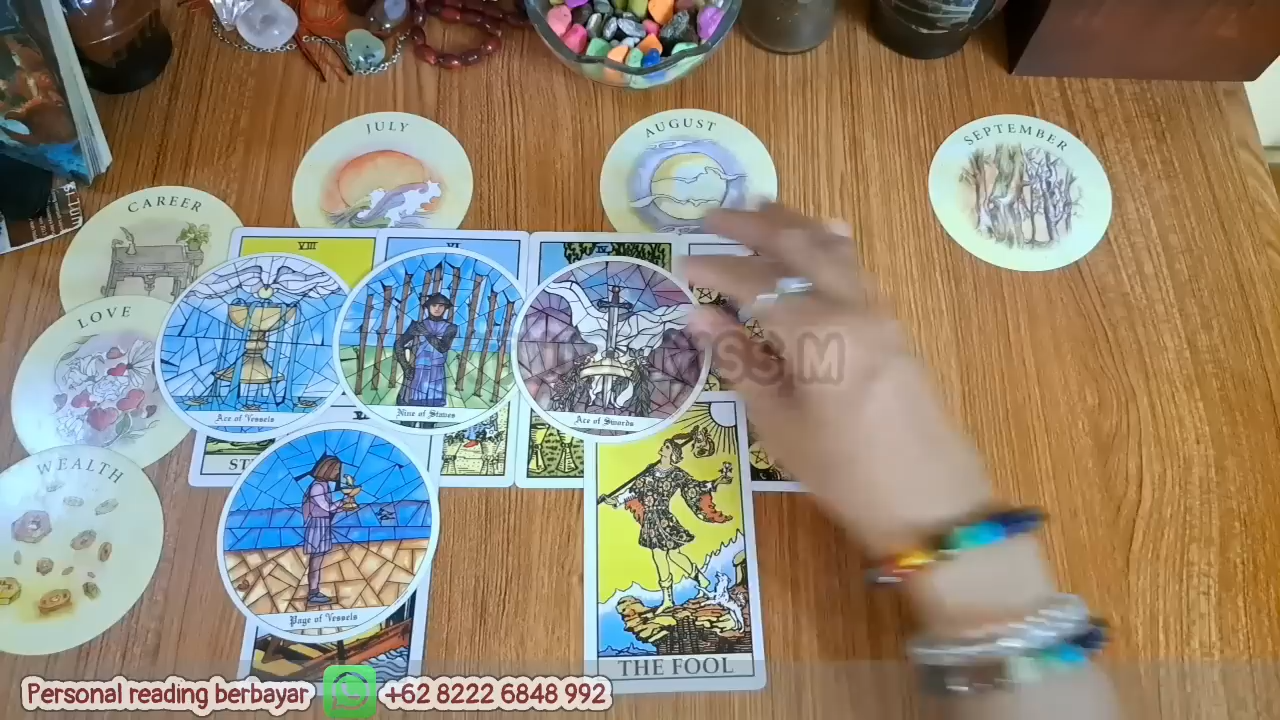 JULY
AUGUST
SEPTEMBER
CAREER
LOVE
WEALTH
VIII
VI
Ace of Vessels
Nine of Staves
Ace of Swords
ST
Page of Vessels
THE FOOL
Personal reading berbayar +62 8222 6848 992